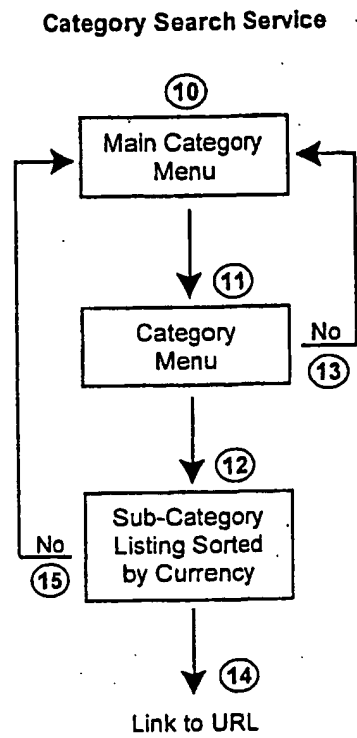 Category Search Service
10
Main Category
Menu
11
Category
Menu
No
13
12
Sub-Category
Listing Sorted
by Currency
No
15
14
Link to URL